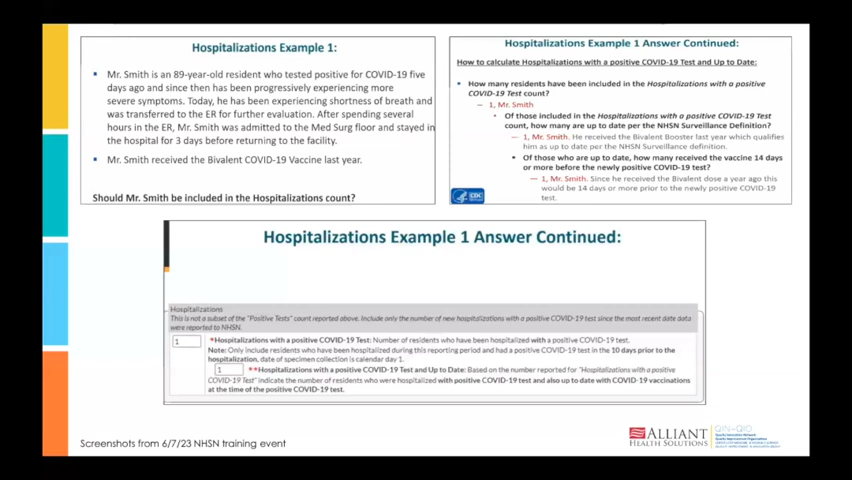 Hospitalizations Example 1:
▪ Mr. Smith is an 89-year-old resident who tested positive for COVID-19 five
days ago and since then has been progressively experiencing more
severe symptoms. Today, he has been experiencing shortness of breath and
was transferred to the ER for further evaluation. After spending several
hours in the ER, Mr. Smith was admitted to the Med Surg floor and stayed in
the hospital for 3 days before returning to the facility.
▪ Mr. Smith received the Bivalent COVID-19 Vaccine last year.
Should Mr. Smith be included in the Hospitalizations count?
Hospitalizations Example 1 Answer Continued:
How to calculate Hospitalizations with a positive COVID-19 Test and Up to Date:
• How many residents have been included in the Hospitalizations with a positive
COVID-19 Test count?
– 1, Mr. Smith
• Of those included in the Hospitalizations with a positive COVID-19 Test
count, how many are up to date per the NHSN Surveillance Definition?
— 1, Mr. Smith. He received the Bivalent Booster last year which qualifies
him as up to date per the NHSN Surveillance definition.
▪ Of those who are up to date, how many received the vaccine 14 days
or more before the newly positive COVID-19 test?
— 1, Mr. Smith. Since he received the Bivalent dose a year ago this
would be 14 days or more prior to the newly positive COVID-19
test.
CDC
Hospitalizations Example 1 Answer Continued:
Hospitalizations
This is not a subset of the "Positive Tests" count reported above. Include only the number of new hospitalizations with a positive COVID-19 test since the most recent date data
were reported to NHSN.
1 *Hospitalizations with a positive COVID-19 Test: Number of residents who have been hospitalized with a positive COVID-19 test.
Note: Only include residents who have been hospitalized during this reporting period and had a positive COVID-19 test in the 10 days prior to the
hospitalization, date of specimen collection is calendar day 1.
1 **Hospitalizations with a positive COVID-19 Test and Up to Date: Based on the number reported for "Hospitalizations with a positive
COVID-19 Test" indicate the number of residents who were hospitalized with positive COVID-19 test and also up to date with COVID-19 vaccinations
at the time of the positive COVID-19 test.
Screenshots from 6/7/23 NHSN training event
ALLIANT
HEALTH SOLUTIONS
QIN-QIO
Quality Innovation Network -
Quality Improvement Organizations